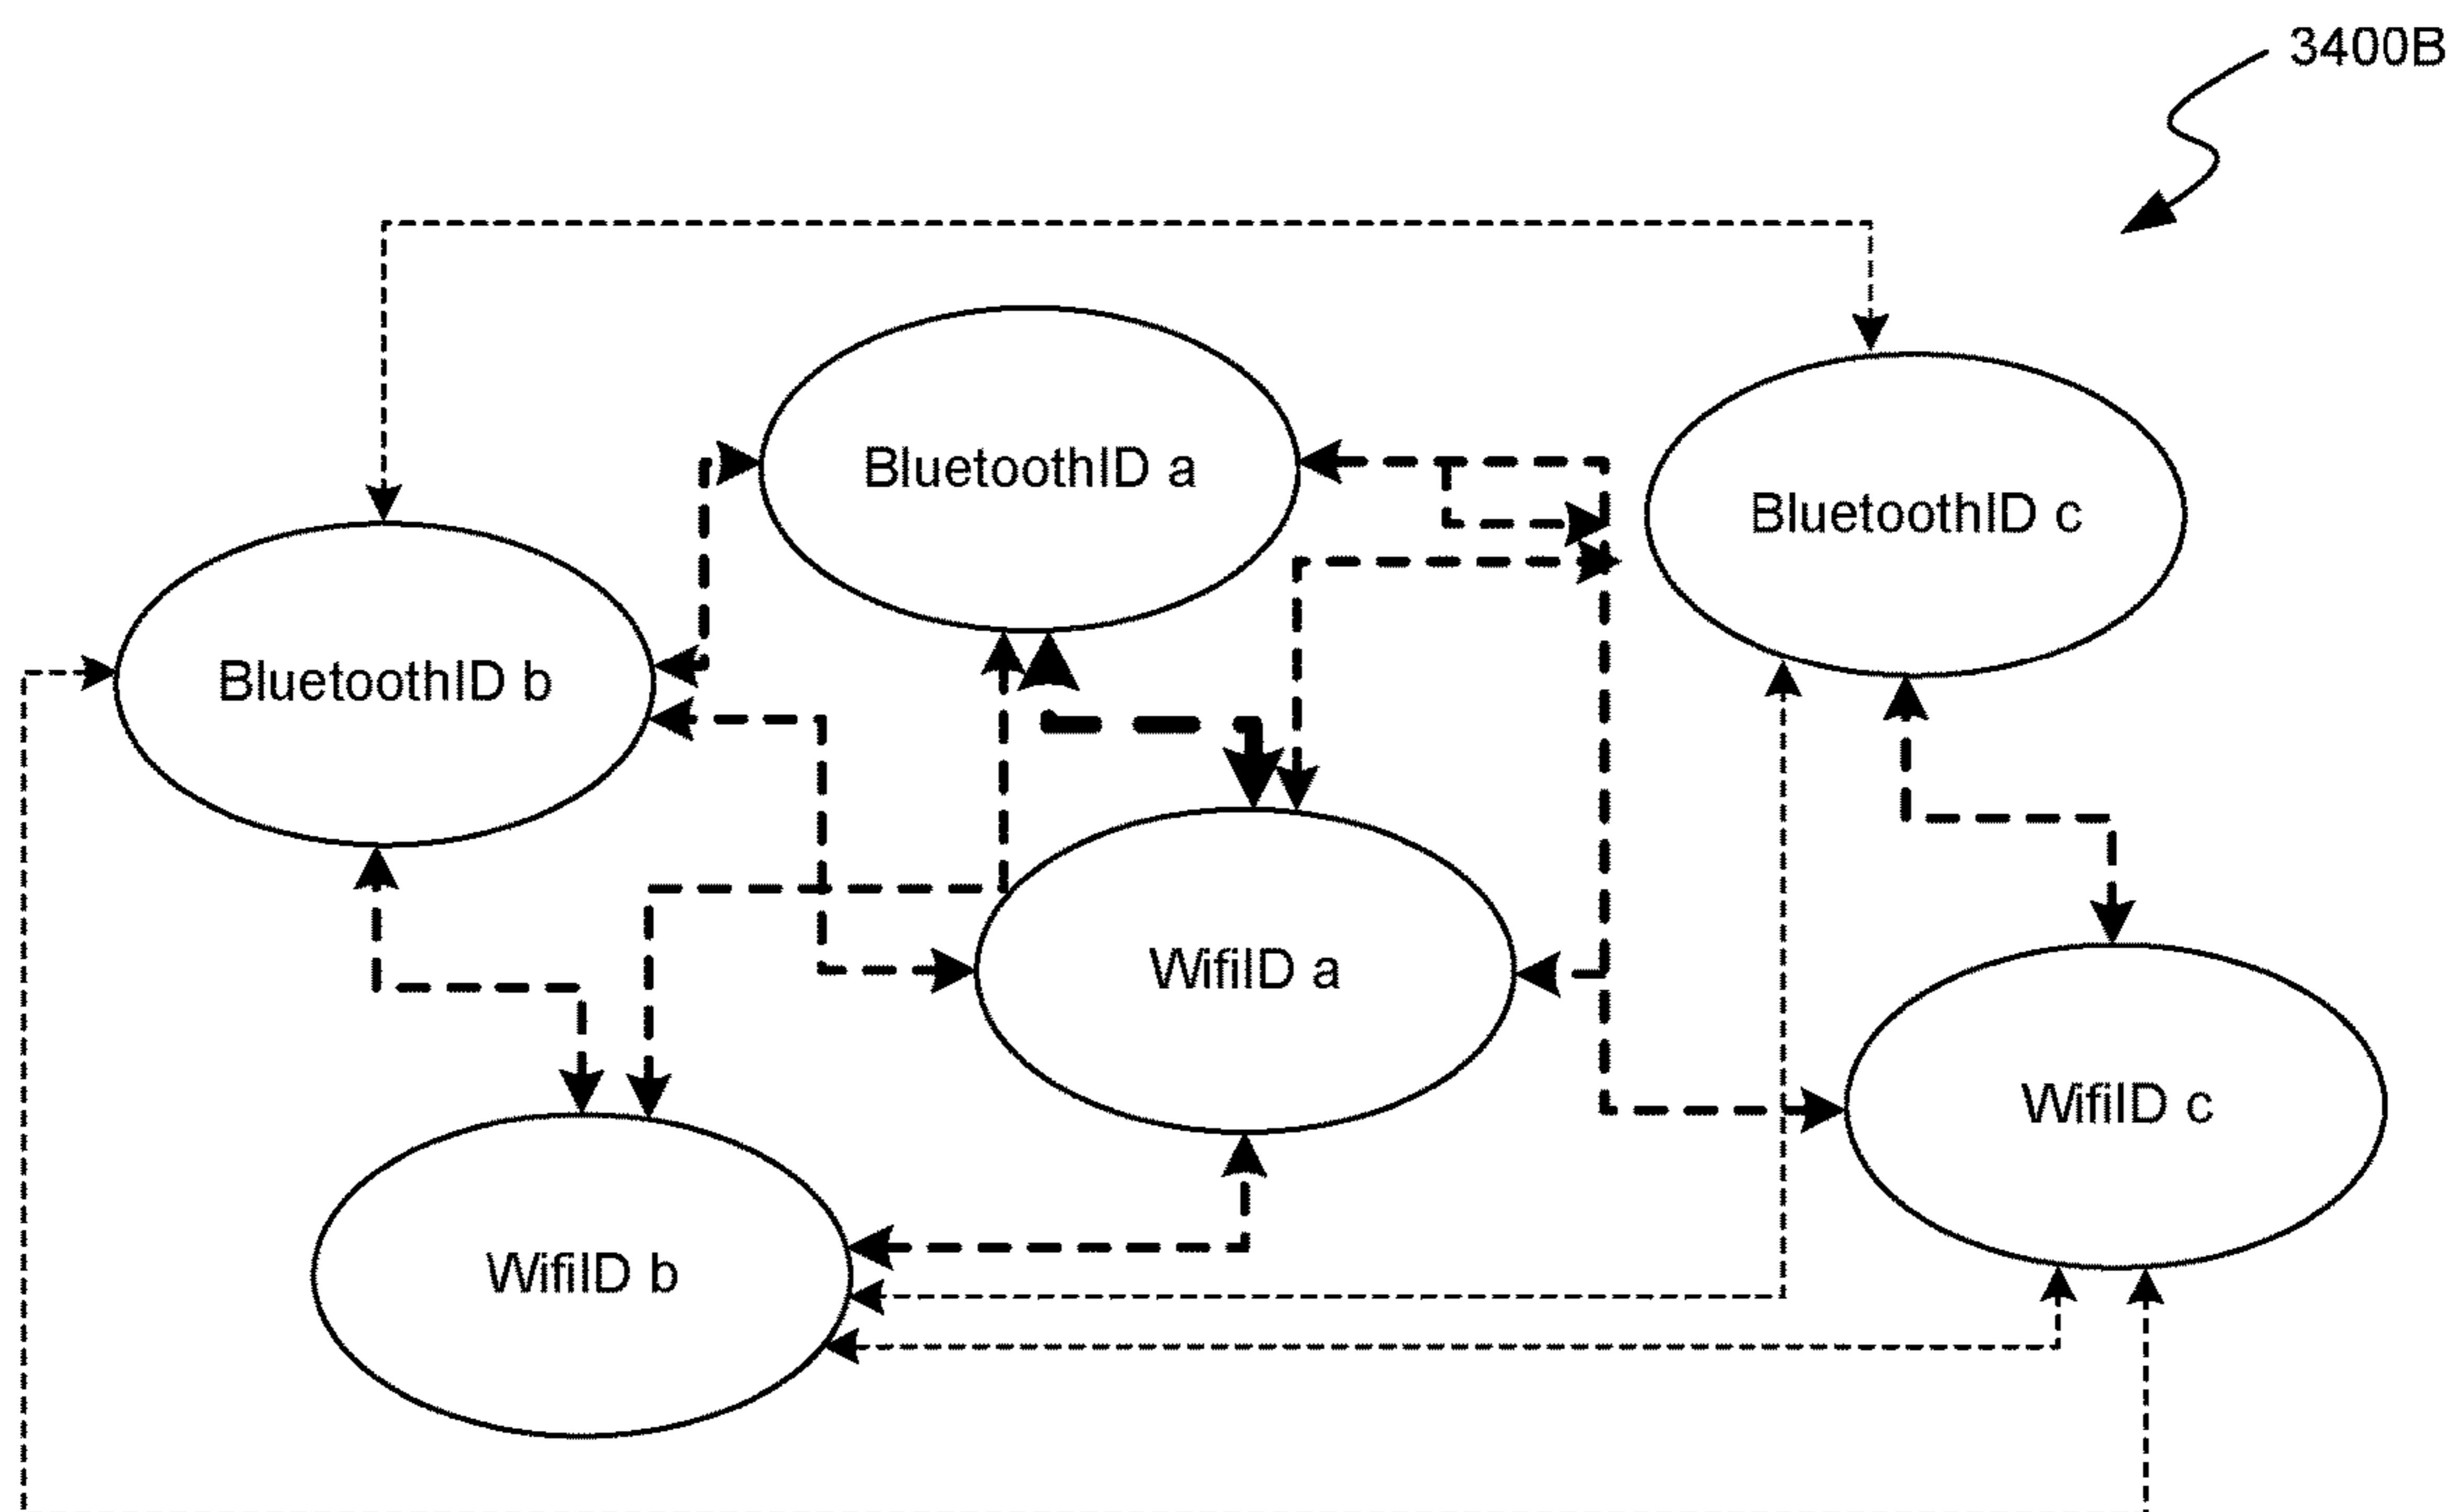 3400B
BluetoothID a
BluetoothID c
BluetoothID b
WifiID a
WifiID c
WifiID b